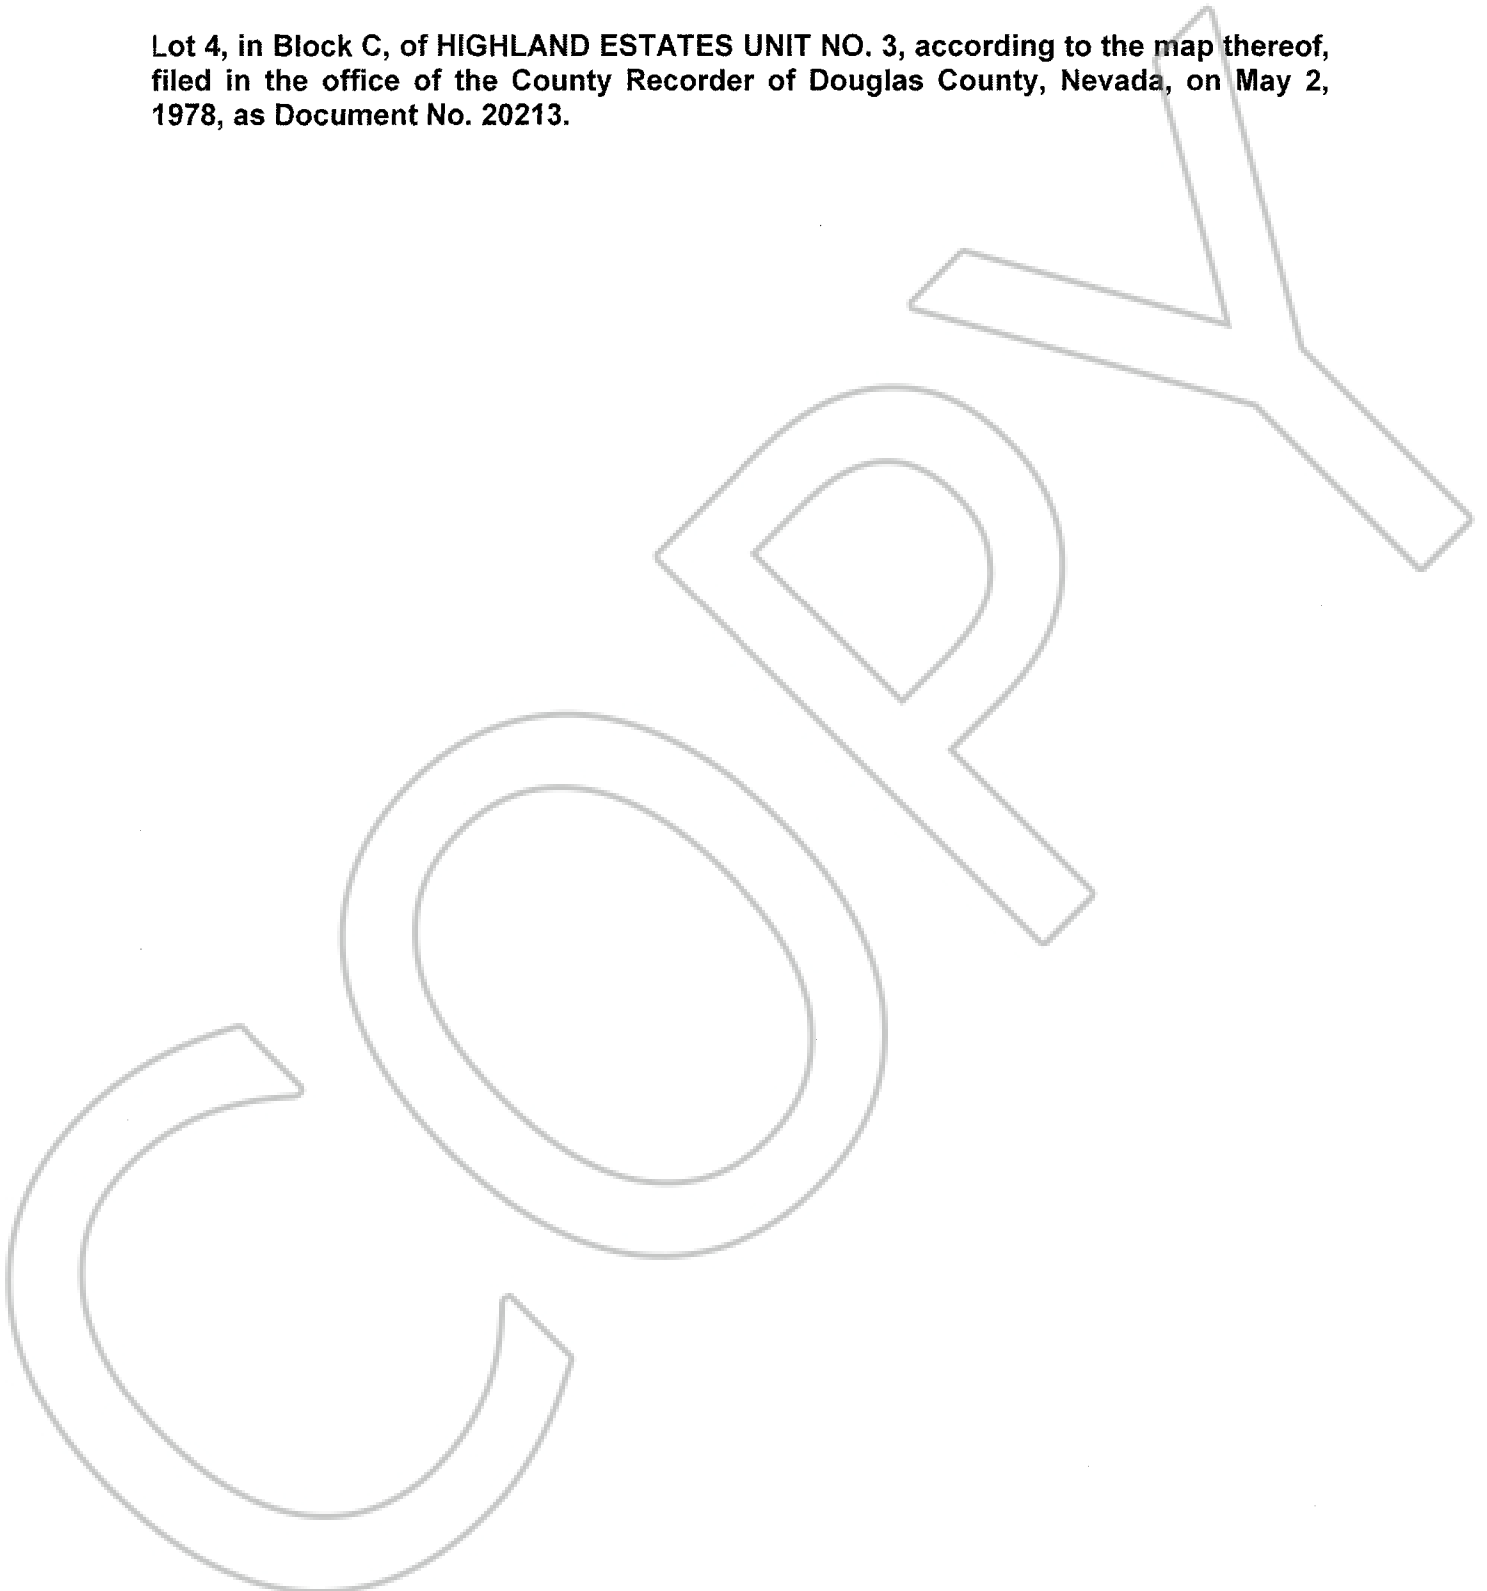 Lot 4, in Block C, of HIGHLAND ESTATES UNIT NO. 3, according to the map thereof,
filed in the office of the County Recorder of Douglas County, Nevada, on May 2,
1978, as Document No. 20213.
COPY